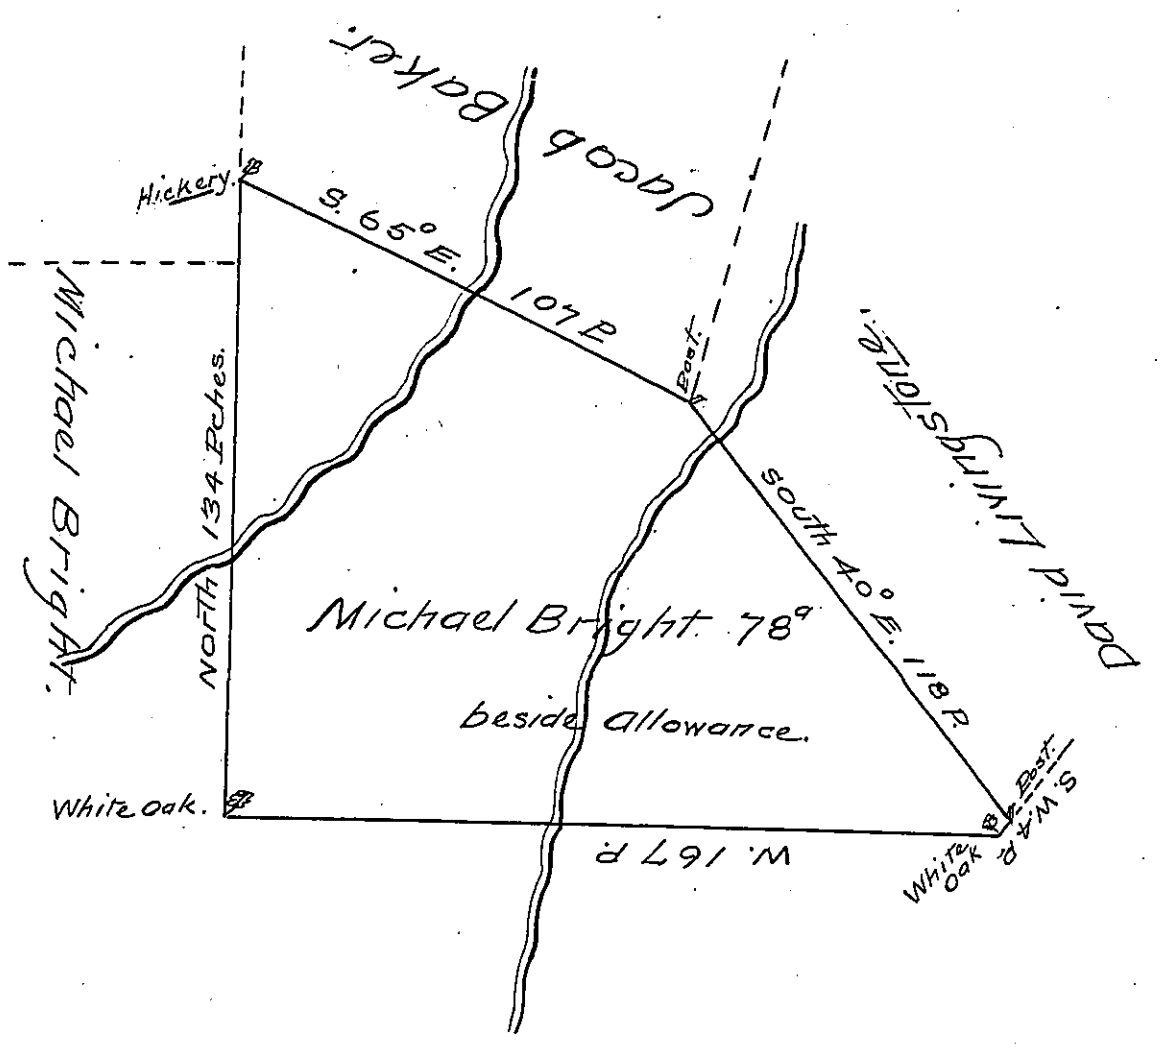 Jacob
Baker.
Hickery.
S. 65° E. 107 P
Post.
David Livingstone.
Michael Bright.
North 134 Pches.
South 40° E. 118 P.
Michael Bright. 78ª
beside Allowance.
White Oak.
W. 167 P.
Post.
S. W. 4 P.
White
Oak